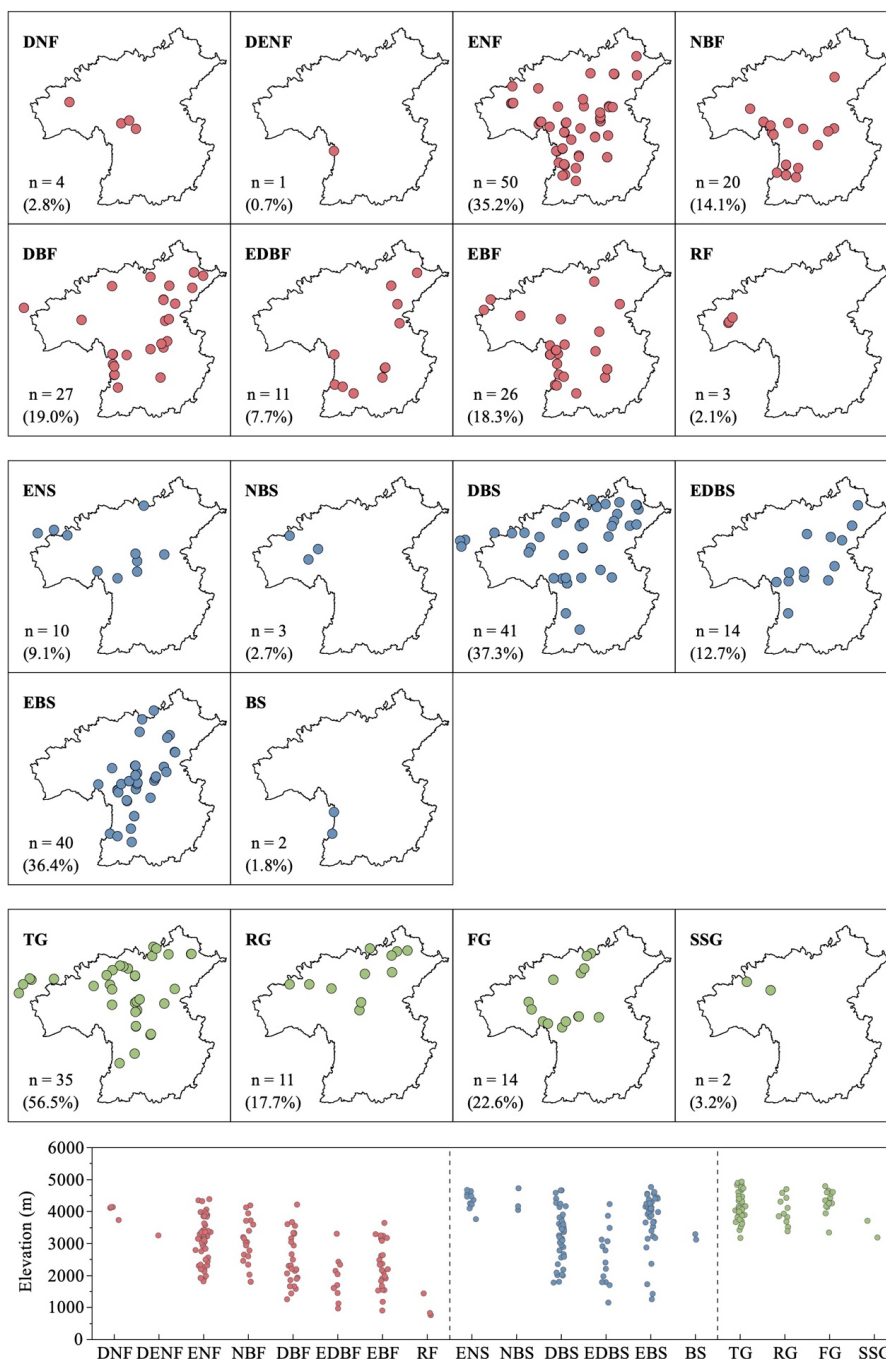 DNF
DENF
ENF
NBF
n = 4
(2.8%)
n = 1
(0.7%)
n = 50
(35.2%)
n = 20
(14.1%)
DBF
EDBF
EBF
RF
n = 27
(19.0%)
n = 11
(7.7%)
n = 26
(18.3%)
n = 3
(2.1%)
ENS
NBS
DBS
EDBS
n = 10
(9.1%)
n = 3
(2.7%)
n = 41
(37.3%)
n = 14
(12.7%)
EBS
BS
n = 40
(36.4%)
n = 2
(1.8%)
TG
RG
FG
SSG
n = 35
(56.5%)
n = 11
(17.7%)
n = 14
(22.6%)
n = 2
(3.2%)
Elevation (m)
6000
5000
4000
3000
2000
1000
0
DNF DENF ENF NBF DBF EDBF EBF RF ENS NBS DBS EDBS EBS BS TG RG FG SSG